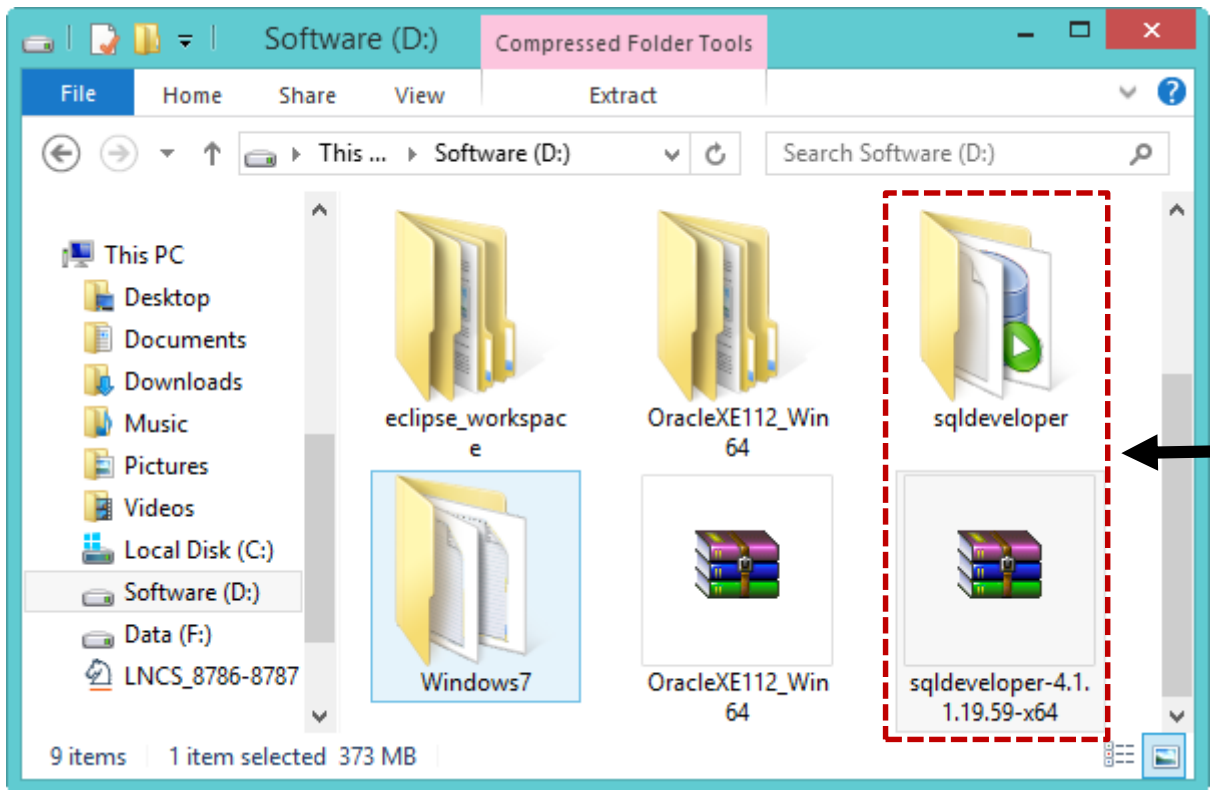 Software (D:)
Compressed Folder Tools
File
Home
Share
View
Extract
This ...
Software (D:)
Search Software (D:)
This PC
Desktop
Documents
Downloads
Music
Pictures
Videos
Local Disk (C:)
Software (D:)
Data (F:)
LNCS_8786-8787
eclipse_workspac
e
OracleXE112_Win
64
sqldeveloper
Windows7
OracleXE112_Win
64
sqldeveloper-4.1.
1.19.59-x64
9 items
1 item selected 373 MB